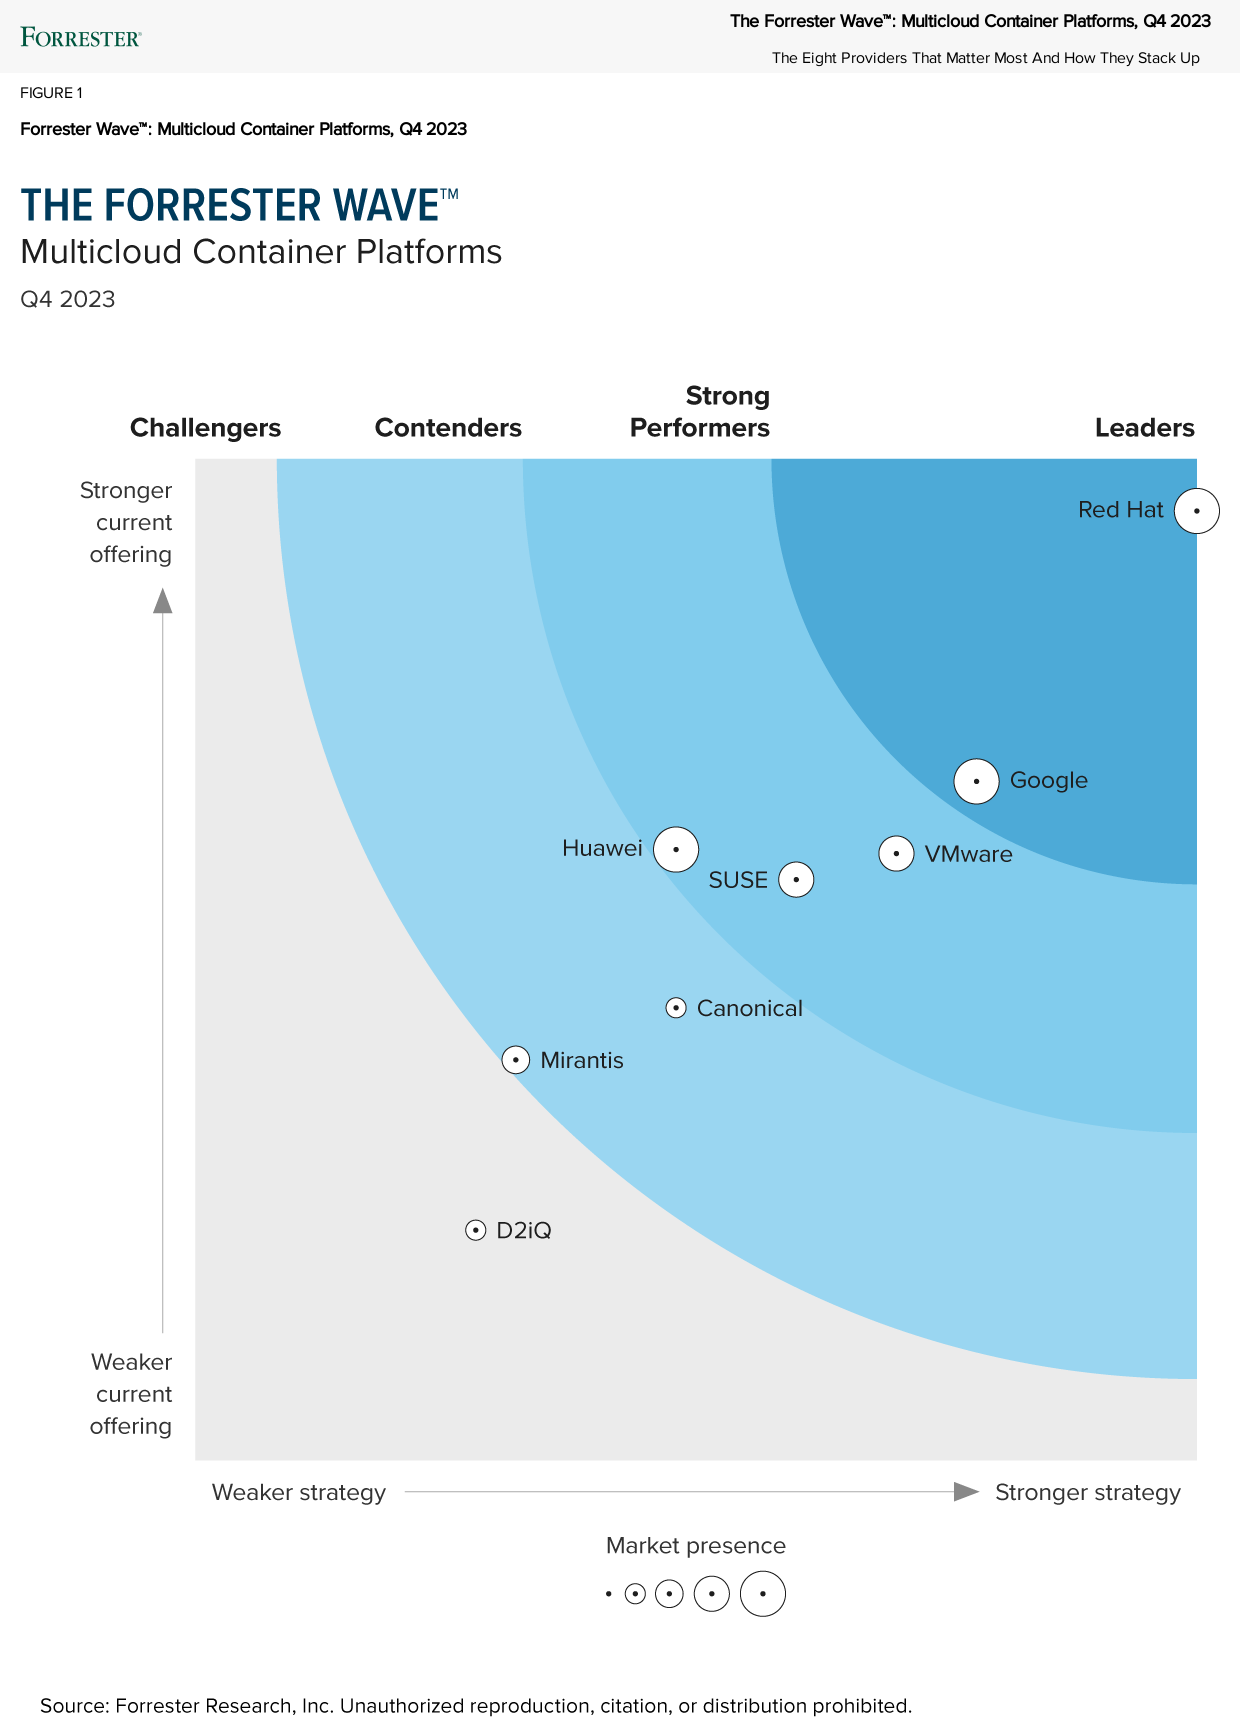 FORRESTER®
The Forrester Wave™: Multicloud Container Platforms, Q4 2023
The Eight Providers That Matter Most And How They Stack Up
FIGURE 1
Forrester Wave™: Multicloud Container Platforms, Q4 2023
THE FORRESTER WAVE™
Multicloud Container Platforms
Q4 2023
Strong
Challengers Contenders Performers Leaders
Stronger
current
offering
Red Hat
Google
Huawei
VMware
SUSE
Canonical
Mirantis
D2iQ
Weaker
current
offering
Weaker strategy Stronger strategy
Market presence
Source: Forrester Research, Inc. Unauthorized reproduction, citation, or distribution prohibited.